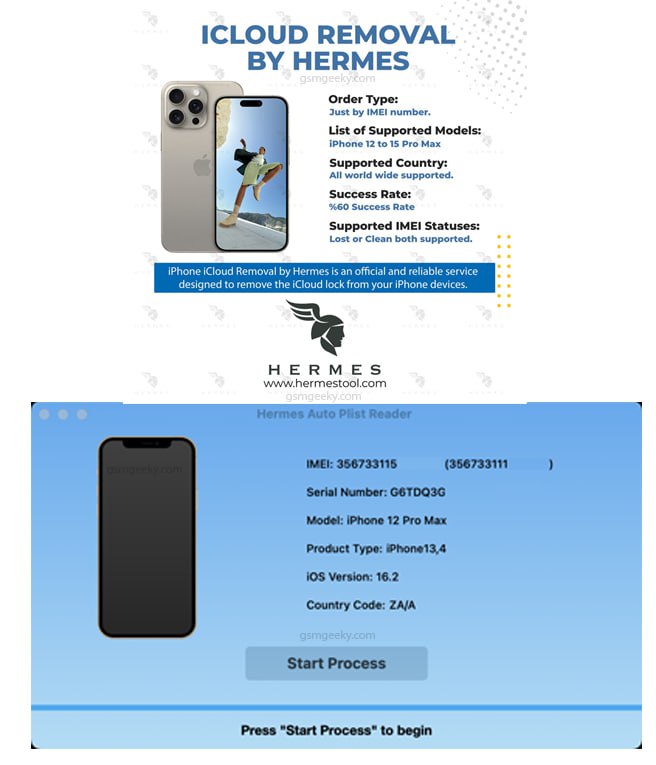 ICLOUD REMOVAL
BY HERMES
gsmgeeky.com
Order Type:
Just by IMEI number.
List of Supported Models:
iPhone 12 to 15 Pro Max
Supported Country:
All world wide supported.
Success Rate:
%60 Success Rate
Supported IMEI Statuses:
Lost or Clean both supported.
iPhone iCloud Removal by Hermes is an official and reliable service
designed to remove the iCloud lock from your iPhone devices.
HERMES
www.hermestool.com
gsmgeeky.com
Hermes Auto Plist Reader
gsmgeeky.com
IMEI: 356733115 (356733111 )
Serial Number: G6TDQ3G
Model: iPhone 12 Pro Max
Product Type: iPhone13,4
iOS Version: 16.2
Country Code: ZA/A
gsmgeeky.com
Start Process
Press "Start Process" to begin